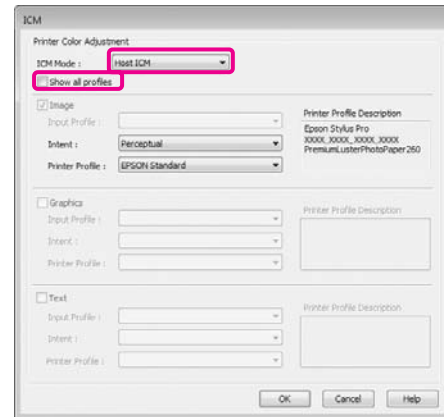 ICM
Printer Color Adjustment
ICM Mode : Host ICM
Show all profiles
Image
Input Profile :
Intent : Perceptual
Printer Profile : EPSON Standard
Printer Profile Description
Epson Stylus Pro
XXXX_XXXX_XXXX_XXXX
PremiumLusterPhotoPaper260
Graphics
Input Profile :
Intent :
Printer Profile :
Printer Profile Description
Text
Input Profile :
Intent :
Printer Profile :
Printer Profile Description
OK Cancel Help